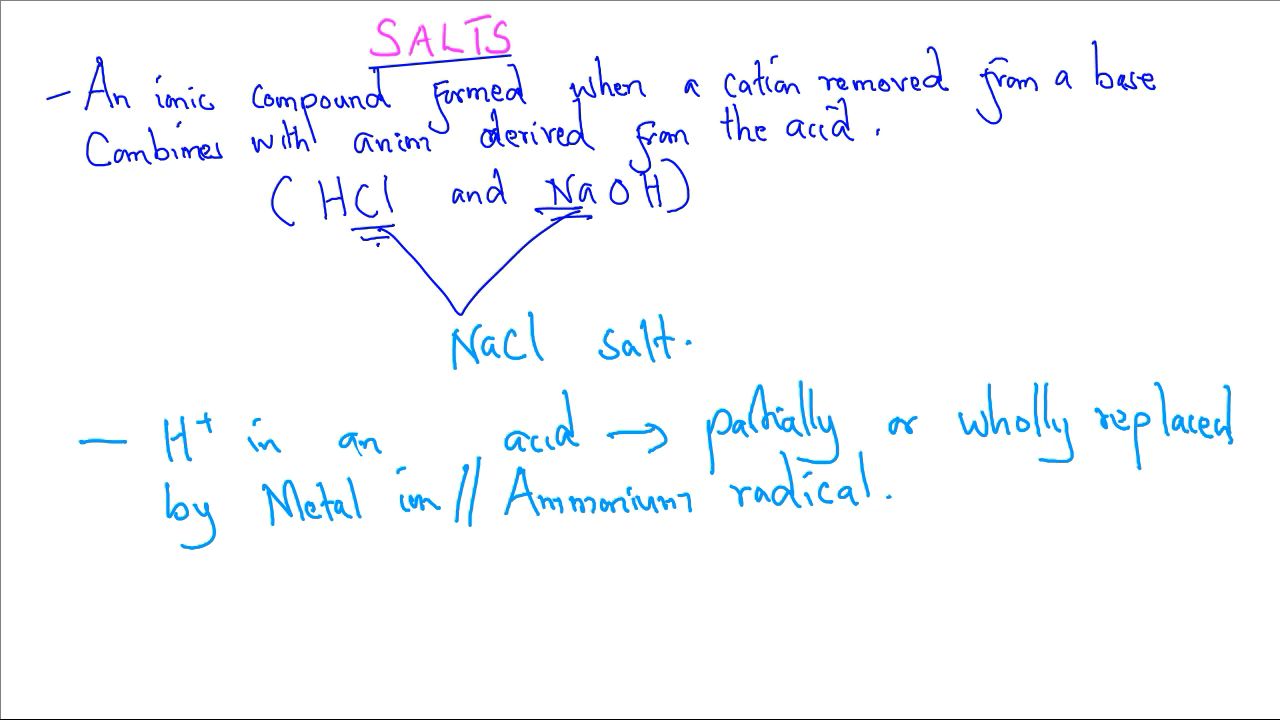 SALTS
- An ionic compound formed when a cation removed from a base
Combines with anion derived from the acid.
(HCl and NaOH)
NaCl salt.
— H⁺ in an acid → partially or wholly replaced
by Metal ion // Ammonium radical.